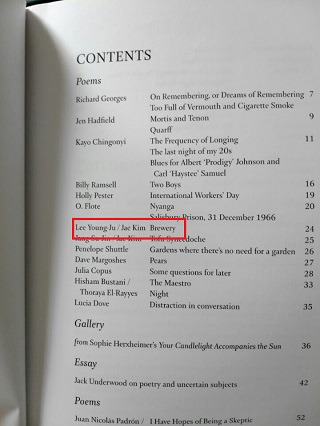 CONTENTS
Poems
Richard Georges On Remembering, or Dreams of Remembering 7
Too Full of Vermouth and Cigarette Smoke
Jen Hadfield Mortis and Tenon 9
Quarff
Kayo Chingonyi The Frequency of Longing 11
The last night of my 20s
Blues for Albert ‘Prodigy’ Johnson and
Carl ‘Haystee’ Samuel
Billy Ramsell Two Boys 16
Holly Pester International Workers’ Day 19
O. Flote Nyanga 20
Salisbury Prison, 31 December 1966
Lee Young-Ju / Jae Kim Brewery 24
/ Jae Kim Tofu Synecdoche 25
Penelope Shuttle Gardens where there’s no need for a garden 26
Dave Margoshes Pears 27
Julia Copus Some questions for later 28
Hisham Bustani / The Maestro 33
Thoraya El-Rayyes Night
Lucia Dove Distraction in conversation 35
Gallery
from Sophie Herxheimer’s Your Candlelight Accompanies the Sun 36
Essay
Jack Underwood on poetry and uncertain subjects 42
Poems
Juan Nicolás Padrón / I Have Hopes of Being a Skeptic 52